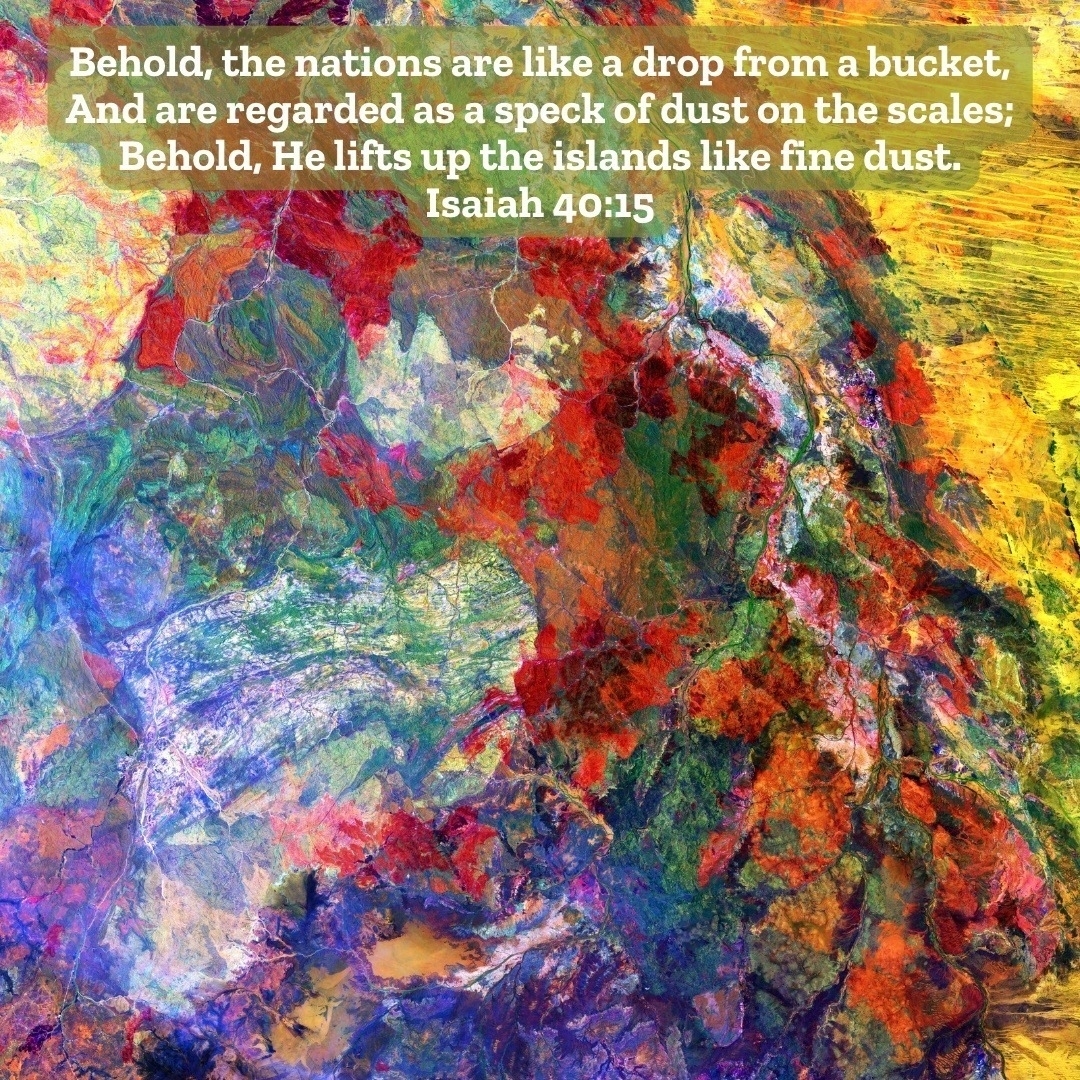 Behold, the nations are like a drop from a bucket,
And are regarded as a speck of dust on the scales;
Behold, He lifts up the islands like fine dust.
Isaiah 40:15